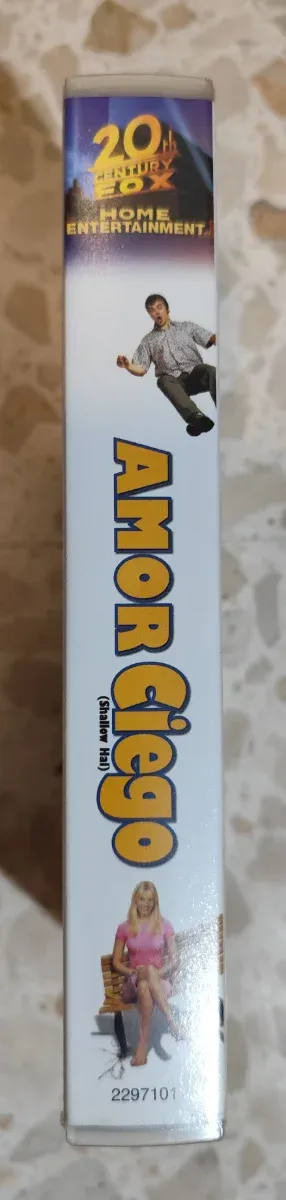 20th
CENTURY
FOX
HOME
ENTERTAINMENT
AMOR Ciego
(Shallow Hal)
2297101